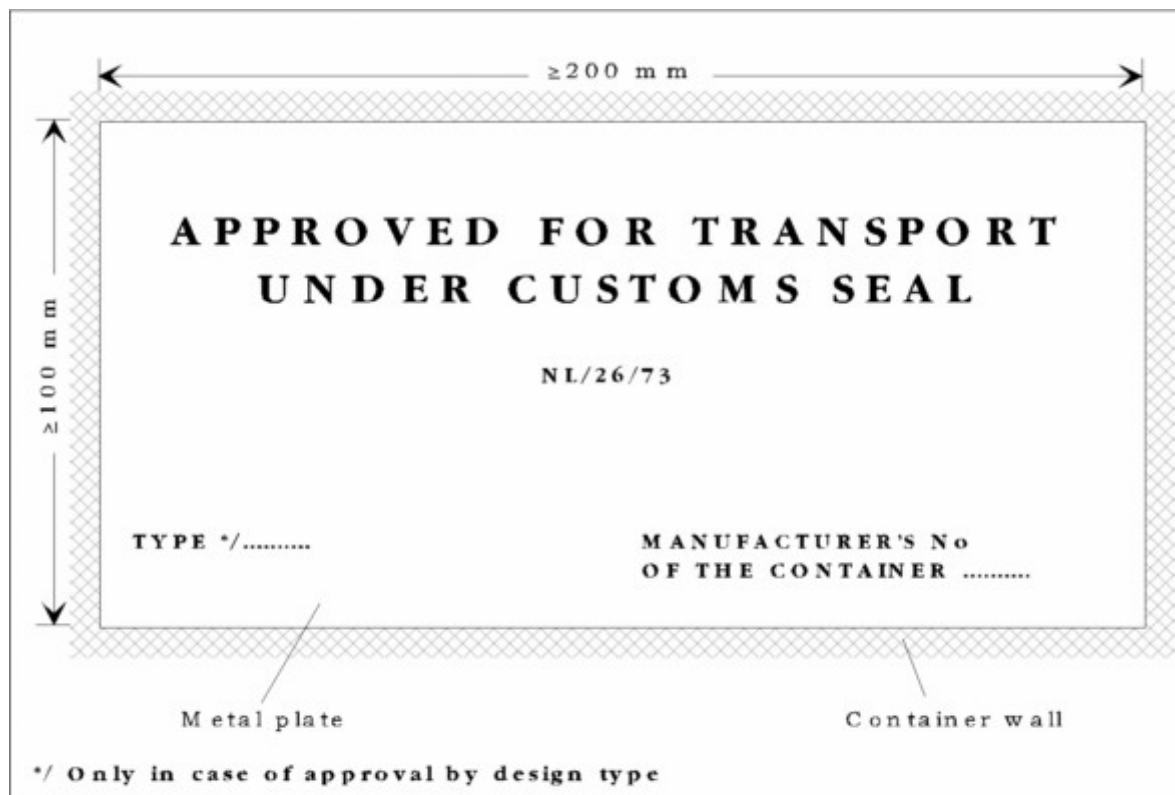 ≥200 mm
≥100 mm
APPROVED FOR TRANSPORT
UNDER CUSTOMS SEAL
NL/26/73
TYPE */..........
MANUFACTURER'S No
OF THE CONTAINER ..........
Metal plate
Container wall
*/ Only in case of approval by design type